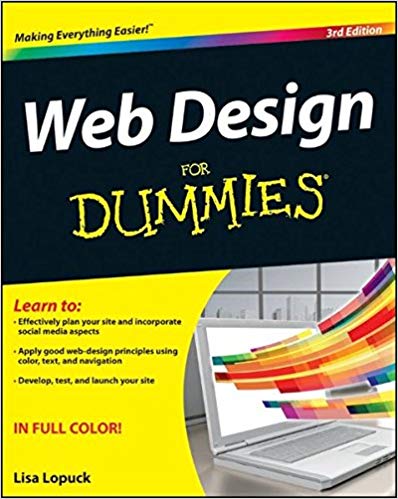 Making Everything Easier!™
3rd Edition
Web Design
FOR
DUMMIES®
Learn to:
• Effectively plan your site and incorporate
social media aspects
• Apply good web-design principles using
color, text, and navigation
• Develop, test, and launch your site
IN FULL COLOR!
Lisa Lopuck